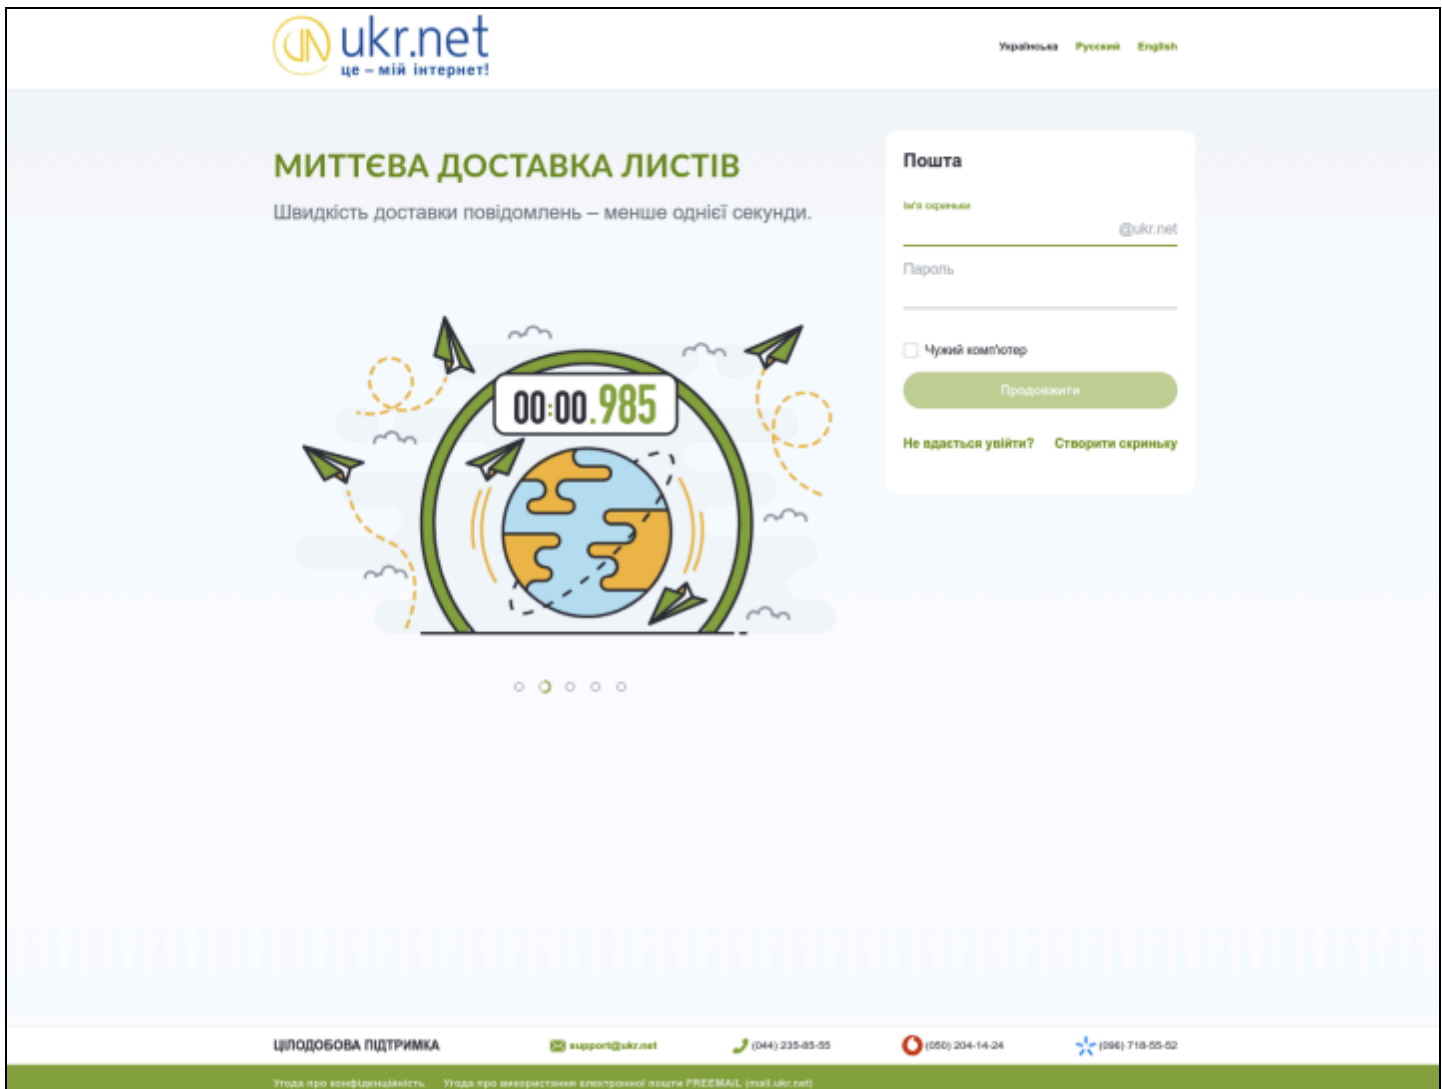 ukr.net
це – мій інтернет!
Українська Русский English
МИТТЄВА ДОСТАВКА ЛИСТІВ
Швидкість доставки повідомлень – менше однієї секунди.
Пошта
Ім'я скриньки
@ukr.net
Пароль
Чужий комп'ютер
Продовжити
Не вдається увійти? Створити скриньку
00:00.985
ЦІЛОДОБОВА ПІДТРИМКА support@ukr.net (044) 235-85-55 (050) 204-14-24 (096) 718-55-52
Угода про конфіденційність Угода про використання електронної пошти FREEMAIL (mail.ukr.net)